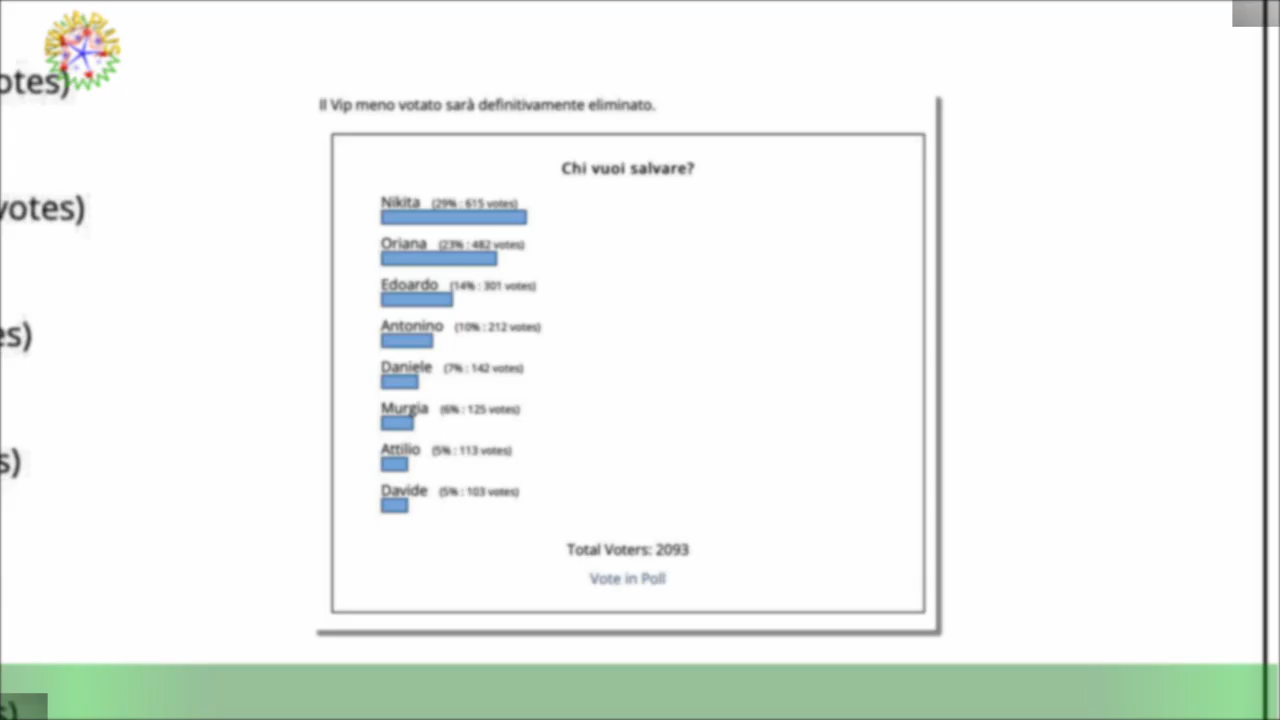 otes)
votes)
es)
s)
s)
Il Vip meno votato sarà definitivamente eliminato.
Chi vuoi salvare?
Nikita (29% : 615 votes)
Oriana (23% : 482 votes)
Edoardo (14% : 301 votes)
Antonino (10% : 212 votes)
Daniele (7% : 142 votes)
Murgia (6% : 125 votes)
Attilio (5% : 113 votes)
Davide (5% : 103 votes)
Total Voters: 2093
Vote in Poll